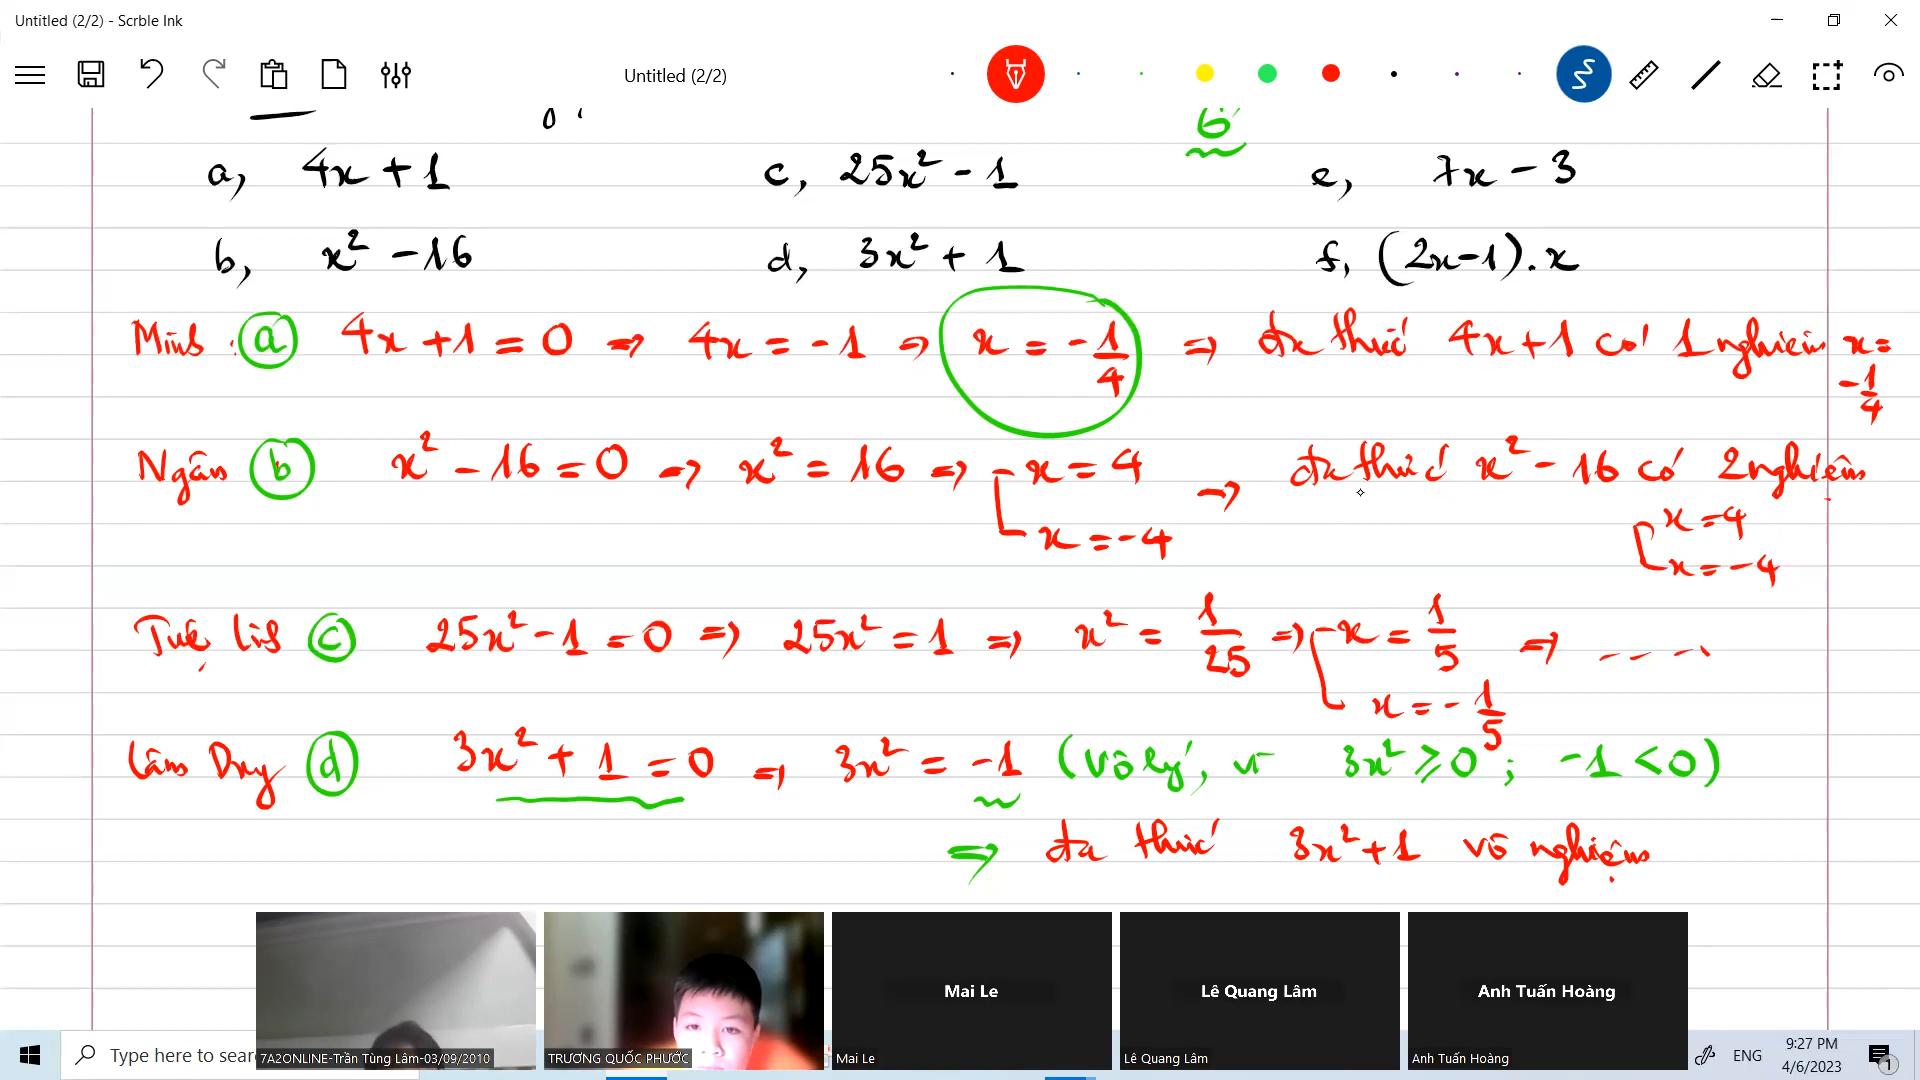 Untitled (2/2) - Scrble Ink
Untitled (2/2)
6
a, 4x + 1 c, 25x² - 1 e, 7x - 3
b, x² - 16 d, 3x² + 1 f, (2x-1).x
Minh : a 4x + 1 = 0 ⇒ 4x = -1 ⇒ x = -1/4 ⇒ đa thức 4x+1 có 1 nghiệm x = -1/4
Ngân b x² - 16 = 0 ⇒ x² = 16 ⇒ x = 4 ⇒ đa thức x² - 16 có 2 nghiệm
x = -4 x = 4
x = -4
Tuệ Linh c 25x² - 1 = 0 ⇒ 25x² = 1 ⇒ x² = 1/25 ⇒ x = 1/5 ⇒ ....
x = -1/5
Lâm Duy d 3x² + 1 = 0 ⇒ 3x² = -1 (vô lý, vì 3x² ≥ 0 ; -1 < 0)
⇒ đa thức 3x² + 1 vô nghiệm
Mai Le Lê Quang Lâm Anh Tuấn Hoàng
7A2ONLINE-Trần Tùng Lâm-03/09/2010 TRƯƠNG QUỐC PHƯỚC Mai Le Lê Quang Lâm Anh Tuấn Hoàng
Type here to sear
ENG 9:27 PM
4/6/2023
1